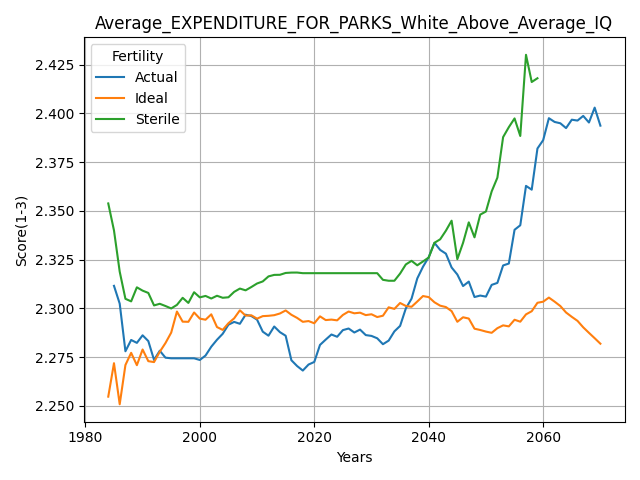 Average_EXPENDITURE_FOR_PARKS_White_Above_Average_IQ
Fertility
Actual
Ideal
Sterile
Score(1-3)
2.425
2.400
2.375
2.350
2.325
2.300
2.275
2.250
1980 2000 2020 2040 2060
Years